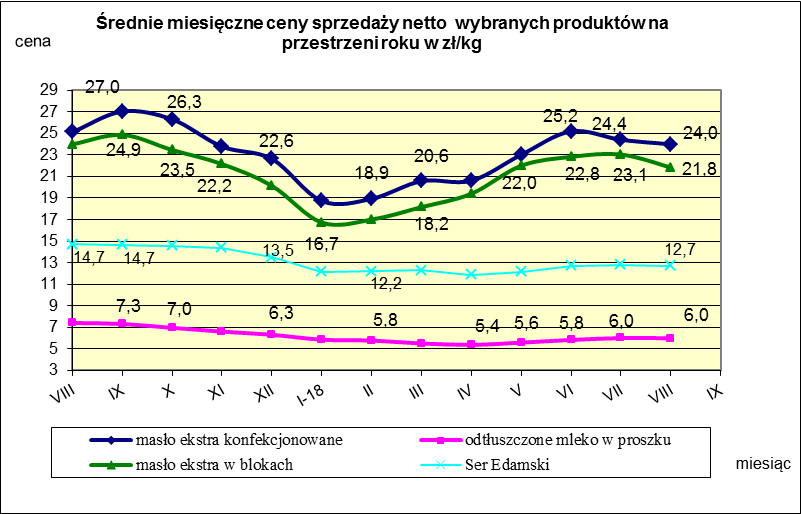 Średnie miesięczne ceny sprzedaży netto wybranych produktów na
przestrzeni roku w zł/kg
cena
29
27
25
23
21
19
17
15
13
11
9
7
5
3
27,0
26,3
22,6
18,9
20,6
25,2
24,4
24,0
24,9
23,5
22,2
16,7
18,2
22,0
22,8
23,1
21,8
14,7
14,7
13,5
12,2
12,7
7,3
7,0
6,3
5,8
5,4
5,6
5,8
6,0
6,0
VIII
IX
X
XI
XII
I-18
II
III
IV
V
VI
VII
VIII
IX
masło ekstra konfekcjonowane
odtłuszczone mleko w proszku
masło ekstra w blokach
Ser Edamski
miesiąc